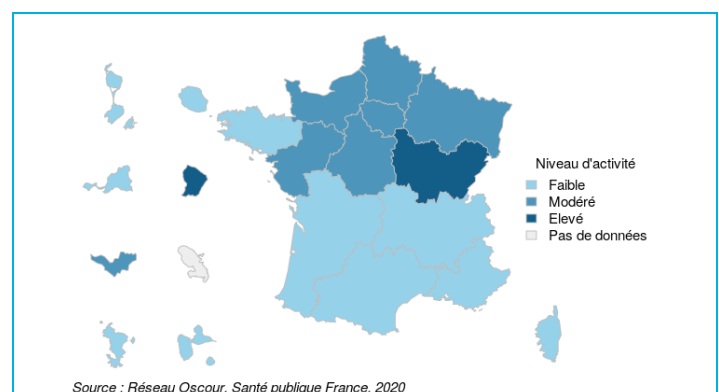 Niveau d'activité
Faible
Modéré
Elevé
Pas de données
Source : Réseau Oscour, Santé publique France, 2020